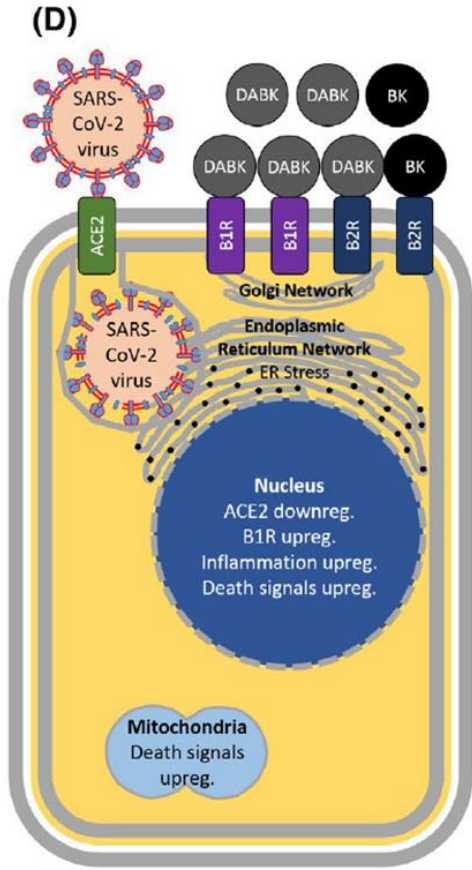 (D)
SARS-
CoV-2
virus
DABK
DABK
BK
DABK
DABK
DABK
BK
ACE2
B1R
B1R
B2R
B2R
Golgi Network
SARS-
CoV-2
virus
Endoplasmic
Reticulum Network
ER Stress
Nucleus
ACE2 downreg.
B1R upreg.
Inflammation upreg.
Death signals upreg.
Mitochondria
Death signals
upreg.